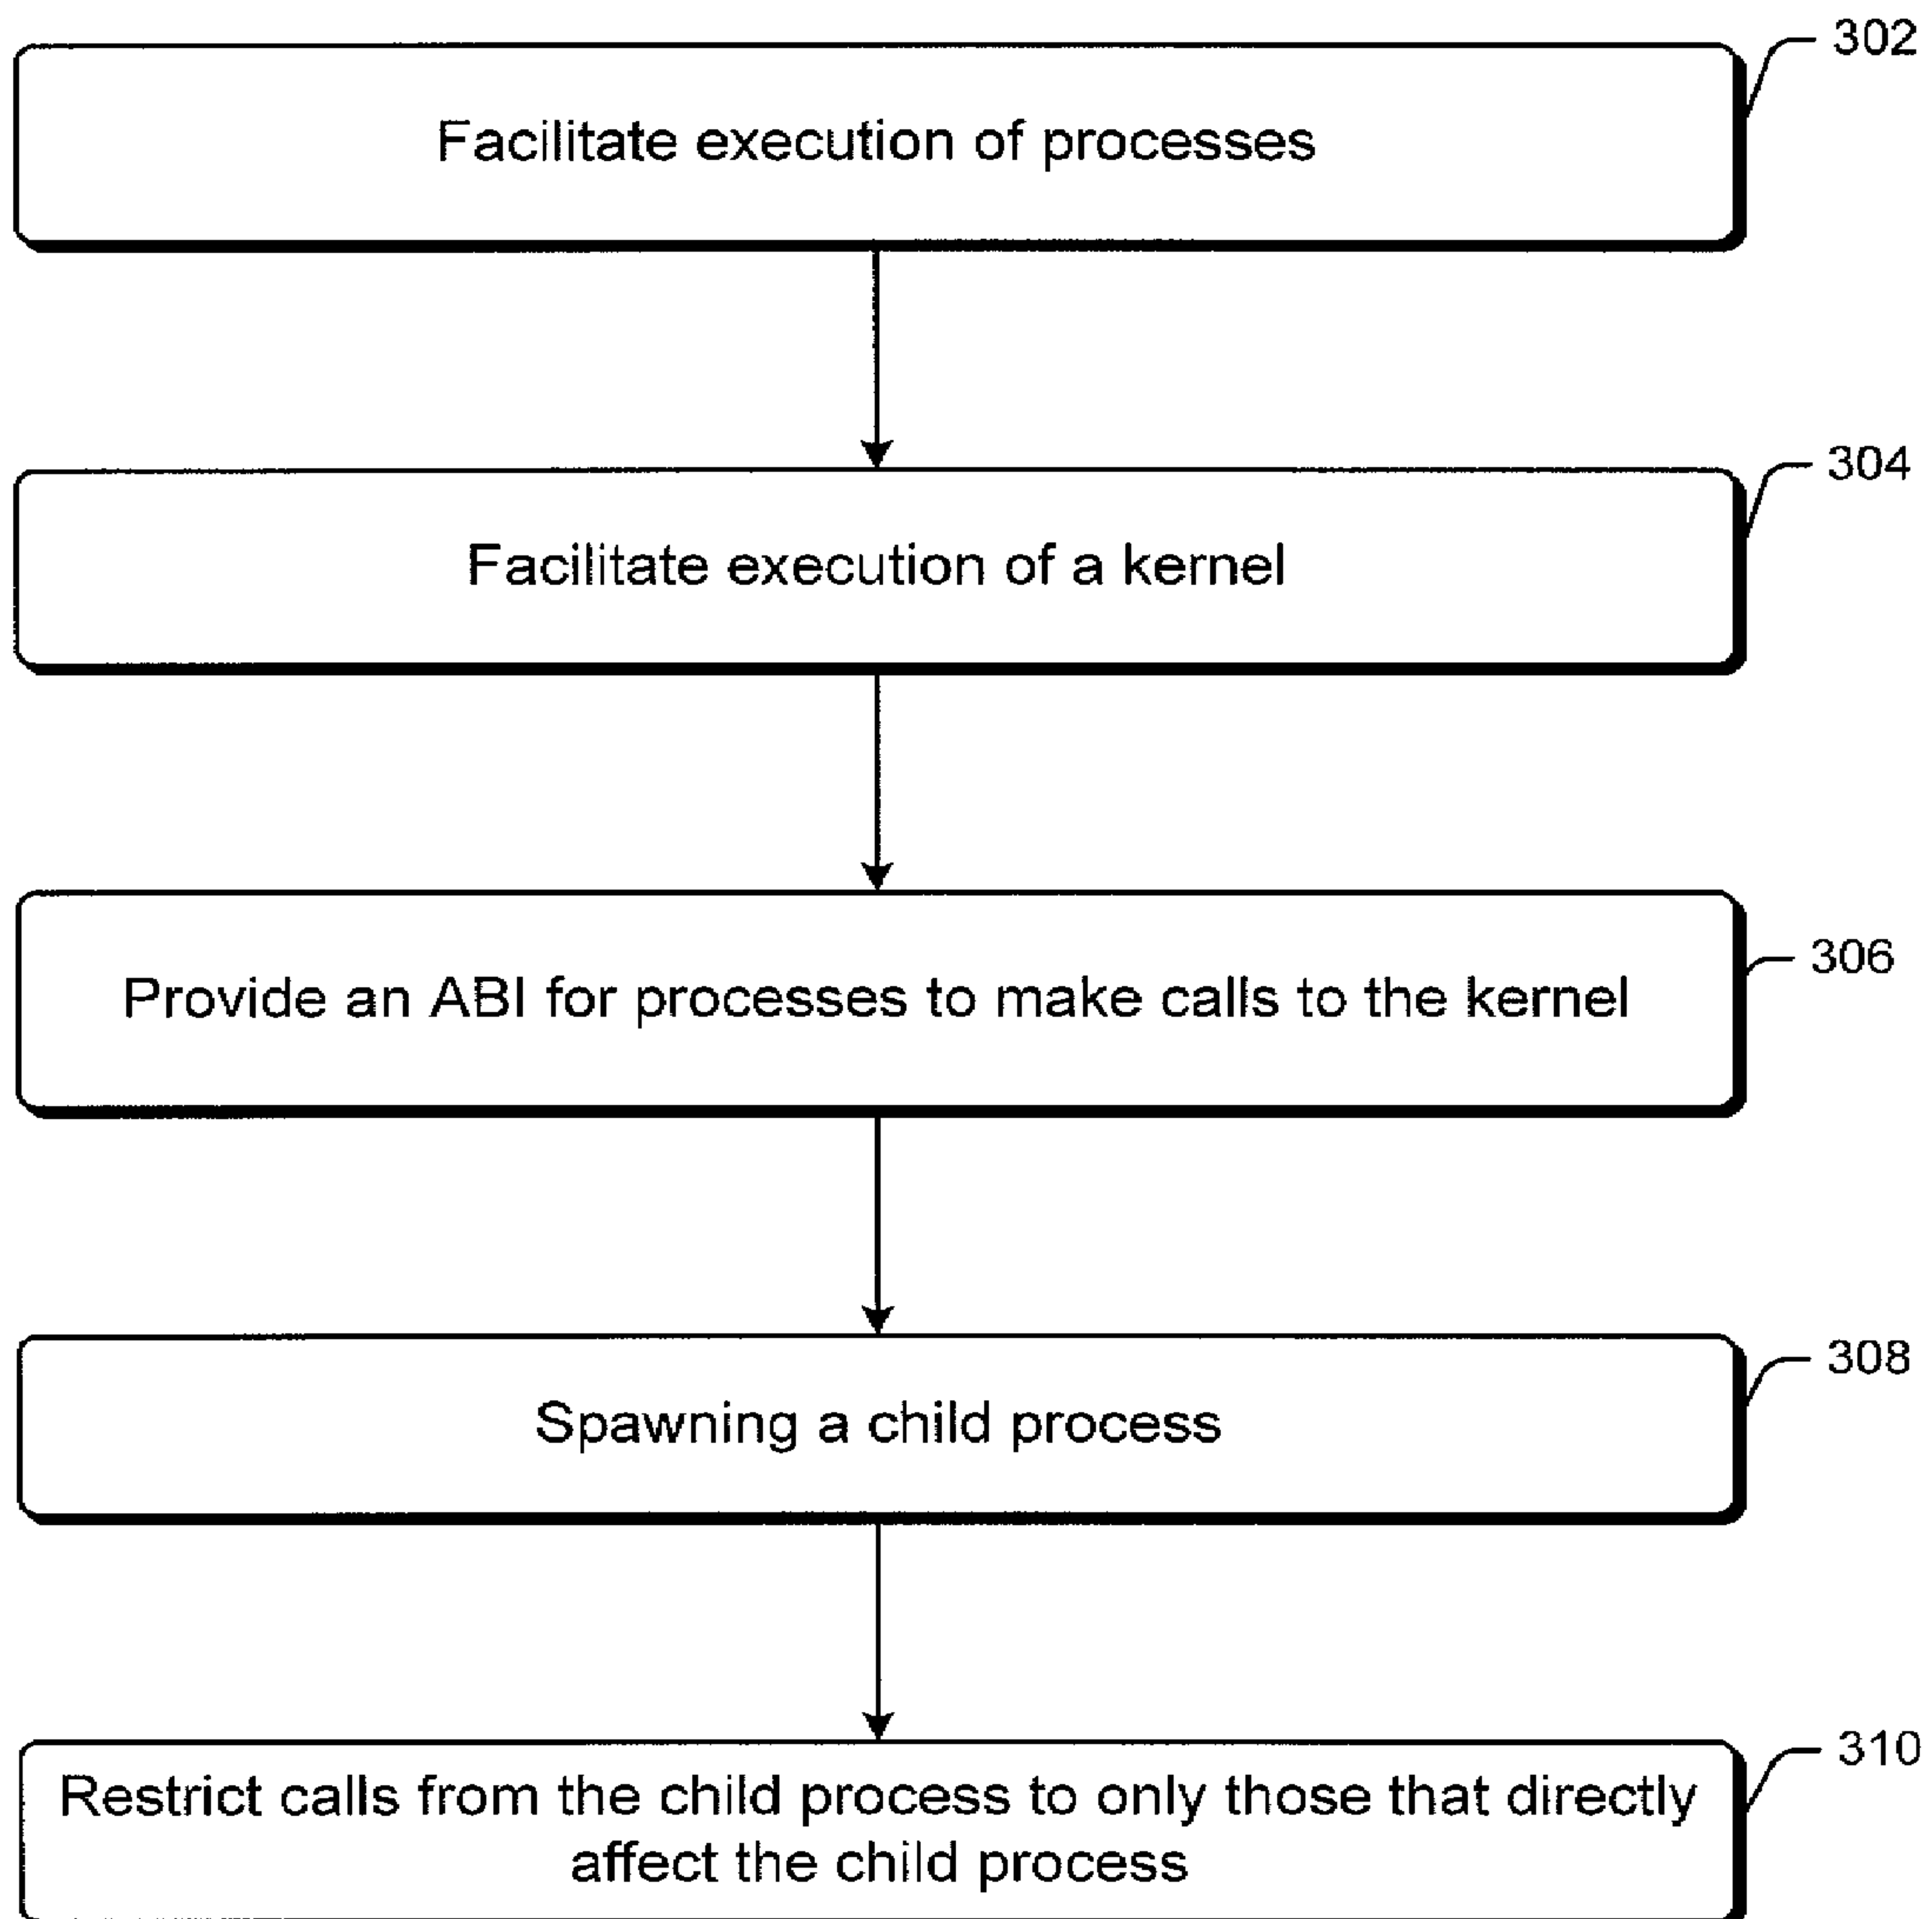 302
Facilitate execution of processes
304
Facilitate execution of a kernel
306
Provide an ABI for processes to make calls to the kernel
308
Spawning a child process
310
Restrict calls from the child process to only those that directly
affect the child process